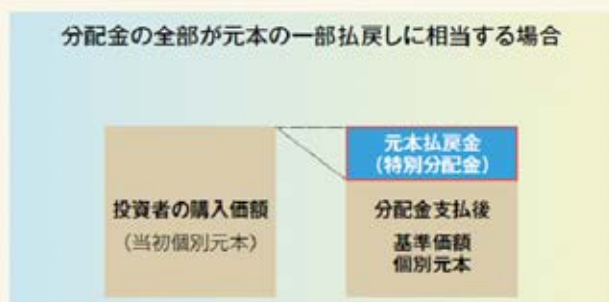 分配金の全部が元本の一部払戻しに相当する場合
元本払戻金
(特別分配金)
投資者の購入価額
(当初個別元本)
分配金支払後
基準価額
個別元本